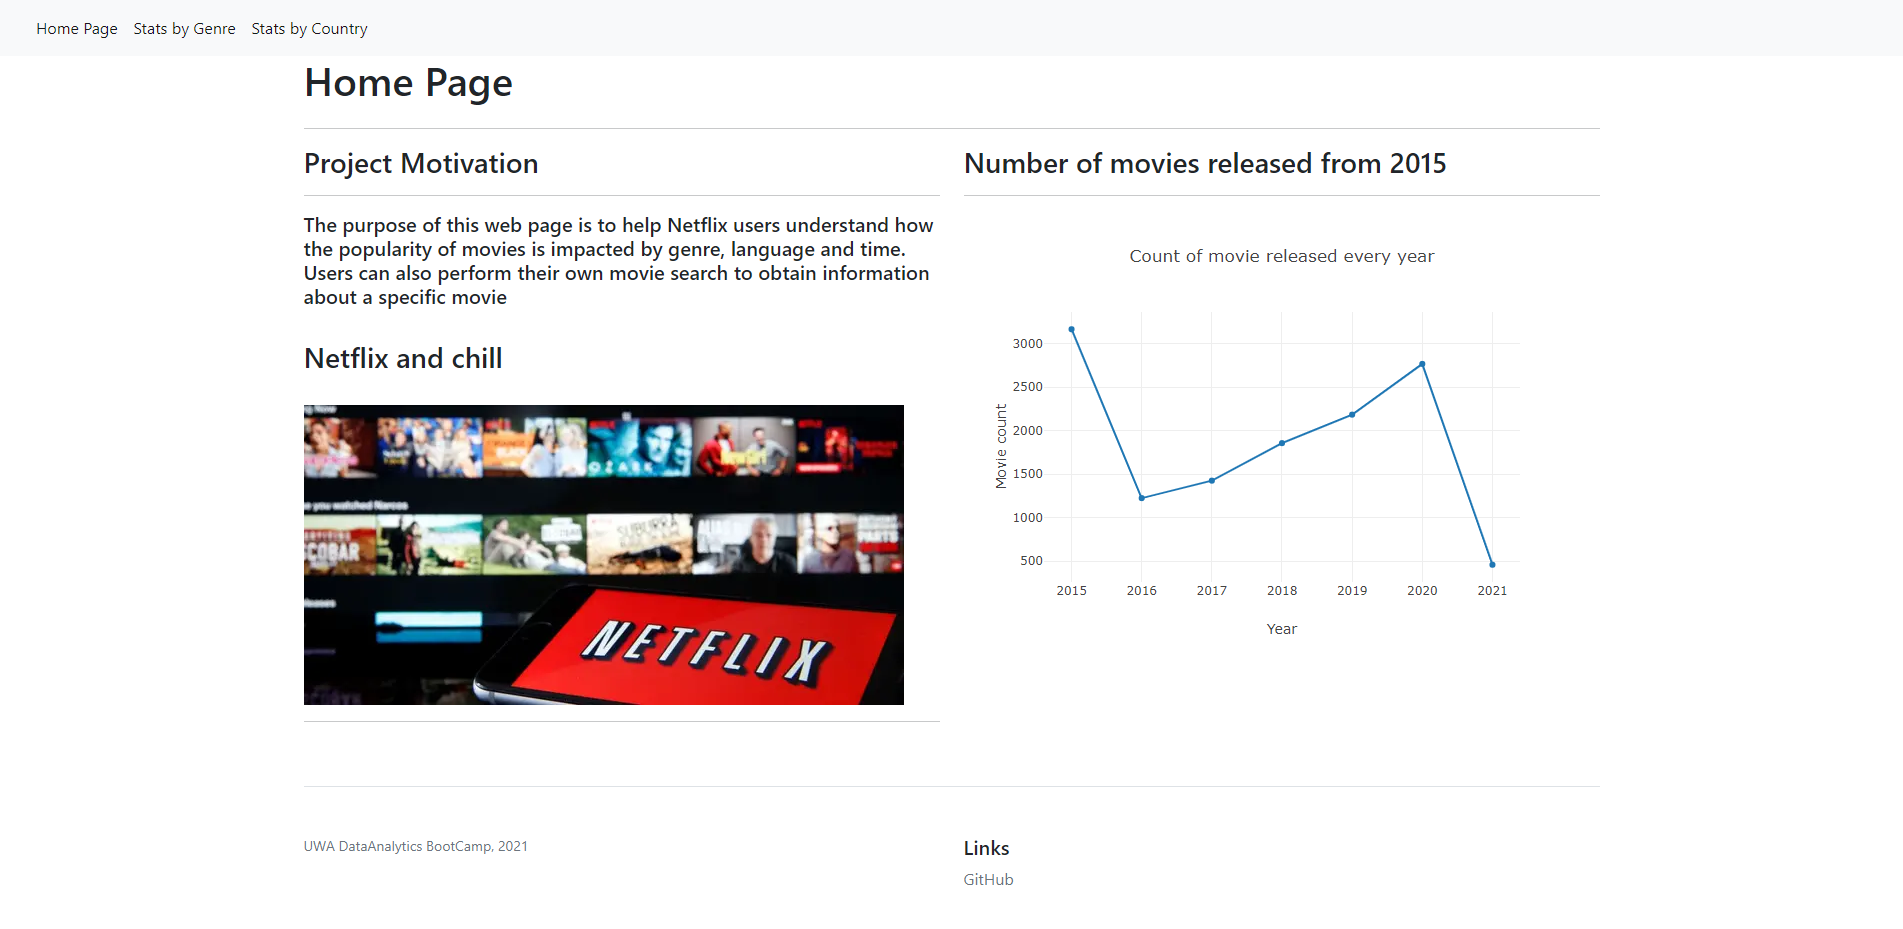 Home Page Stats by Genre Stats by Country
Home Page
Project Motivation
The purpose of this web page is to help Netflix users understand how
the popularity of movies is impacted by genre, language and time.
Users can also perform their own movie search to obtain information
about a specific movie
Netflix and chill
OZARK
SUBURRA
NETFLIX
Number of movies released from 2015
Count of movie released every year
Movie count
3000
2500
2000
1500
1000
500
2015 2016 2017 2018 2019 2020 2021
Year
UWA DataAnalytics BootCamp, 2021
Links
GitHub